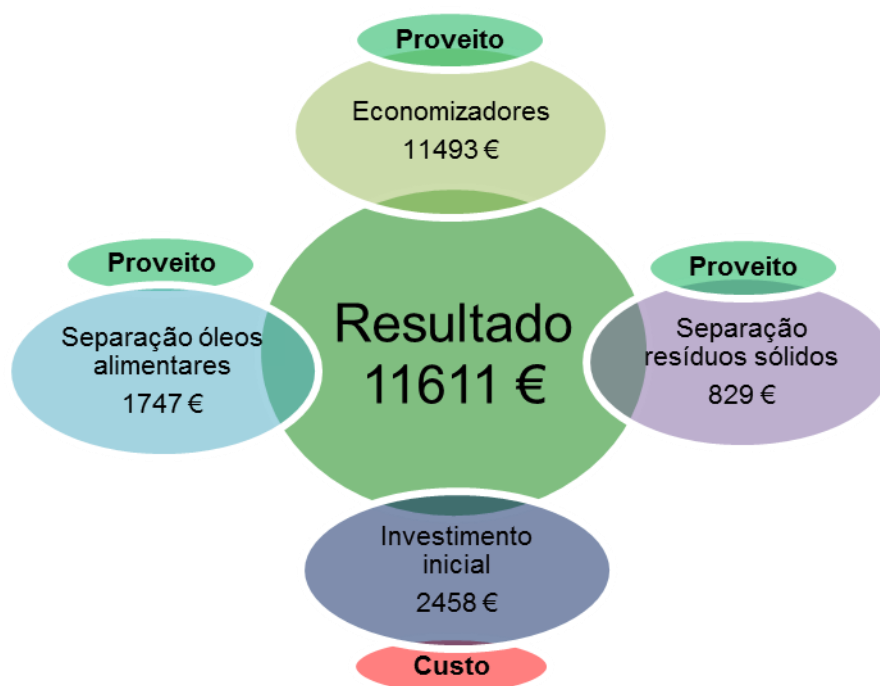 Proveito
Economizadores
11493 €
Proveito
Separação óleos
alimentares
1747 €
Resultado
11611 €
Proveito
Separação
resíduos sólidos
829 €
Investimento
inicial
2458 €
Custo